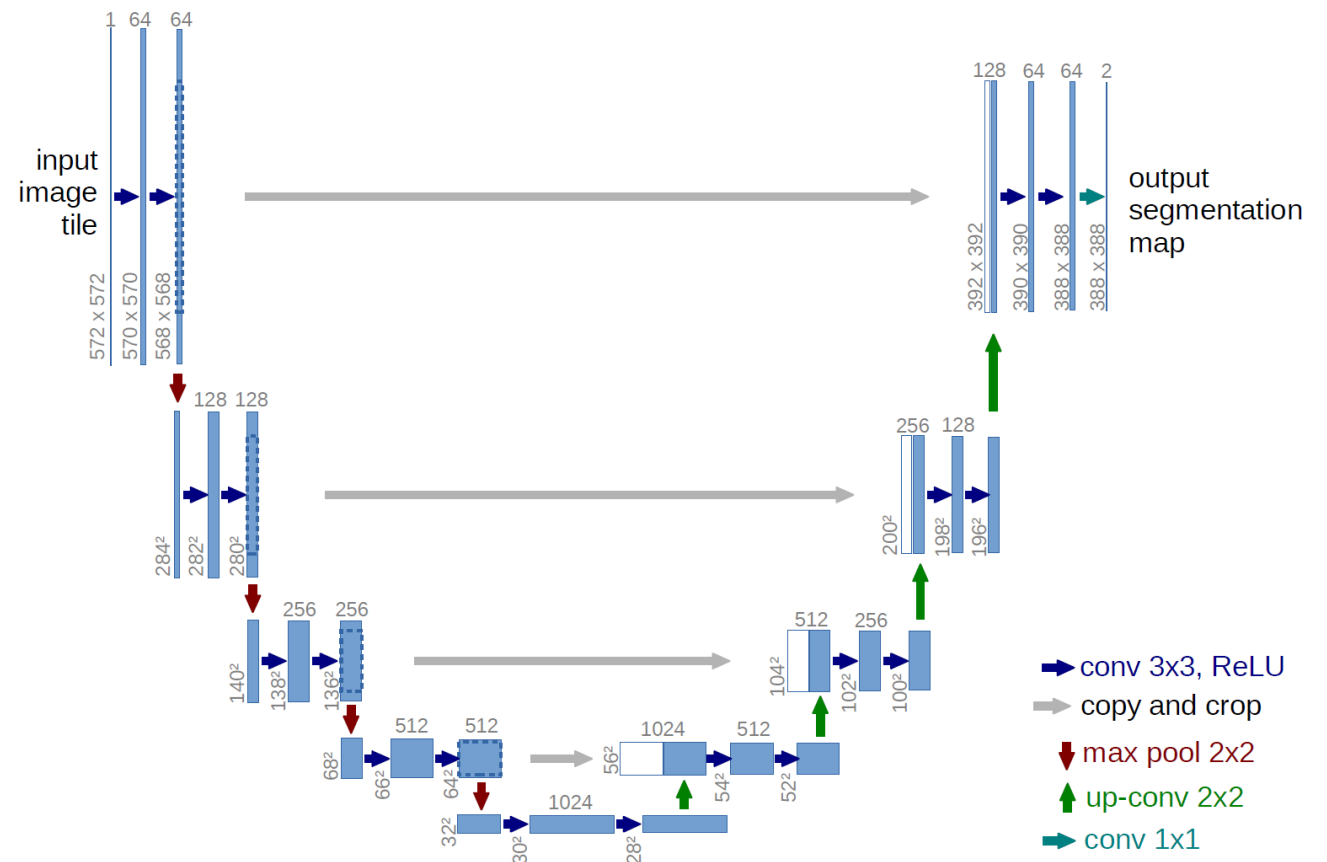 1 64 64
input
image
tile
572 x 572
570 x 570
568 x 568
128 64 64 2
output
segmentation
map
392 x 392
390 x 390
388 x 388
388 x 388
128 128
284²
282²
280²
256 128
200²
198²
196²
256 256
140²
138²
136²
512 256
104²
102²
100²
512 512
68²
66²
64²
1024 512
56²
54²
52²
1024
32²
30²
28²
conv 3x3, ReLU
copy and crop
max pool 2x2
up-conv 2x2
conv 1x1